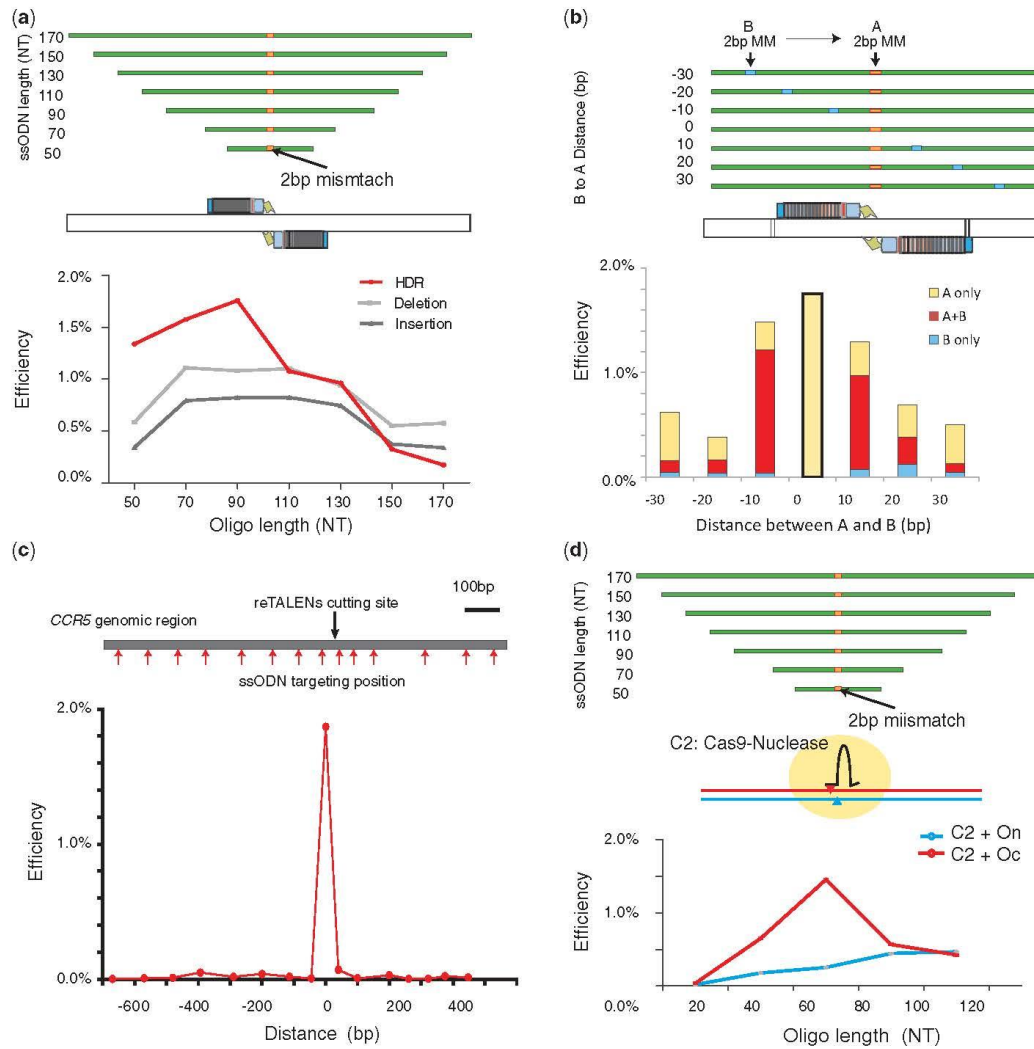 (a)
ssODN length (NT)
170
150
130
110
90
70
50
2bp mismtach
2.0%
1.5%
1.0%
0.5%
0.0%
Efficiency
HDR
Deletion
Insertion
50 70 90 110 130 150 170
Oligo length (NT)
(b)
B A
2bp MM 2bp MM
B to A Distance (bp)
-30
-20
-10
0
10
20
30
2.0%
1.0%
0.0%
Efficiency
A only
A+B
B only
-30 -20 -10 0 10 20 30
Distance between A and B (bp)
(c)
100bp
reTALENs cutting site
CCR5 genomic region
ssODN targeting position
2.0%
1.0%
0.0%
Efficiency
-600 -400 -200 0 200 400
Distance (bp)
(d)
ssODN length (NT)
170
150
130
110
90
70
50
2bp miismatch
C2: Cas9-Nuclease
C2 + On
C2 + Oc
2.0%
1.0%
0.0%
Efficiency
20 40 60 80 100 120
Oligo length (NT)